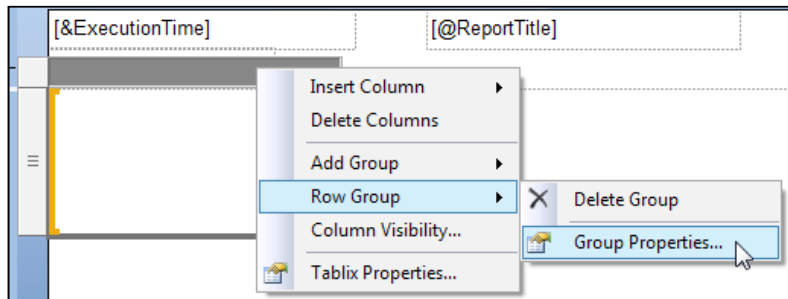 [&ExecutionTime]
[@ReportTitle]
Insert Column
Delete Columns
Add Group
Row Group
Delete Group
Column Visibility...
Group Properties...
Tablix Properties...